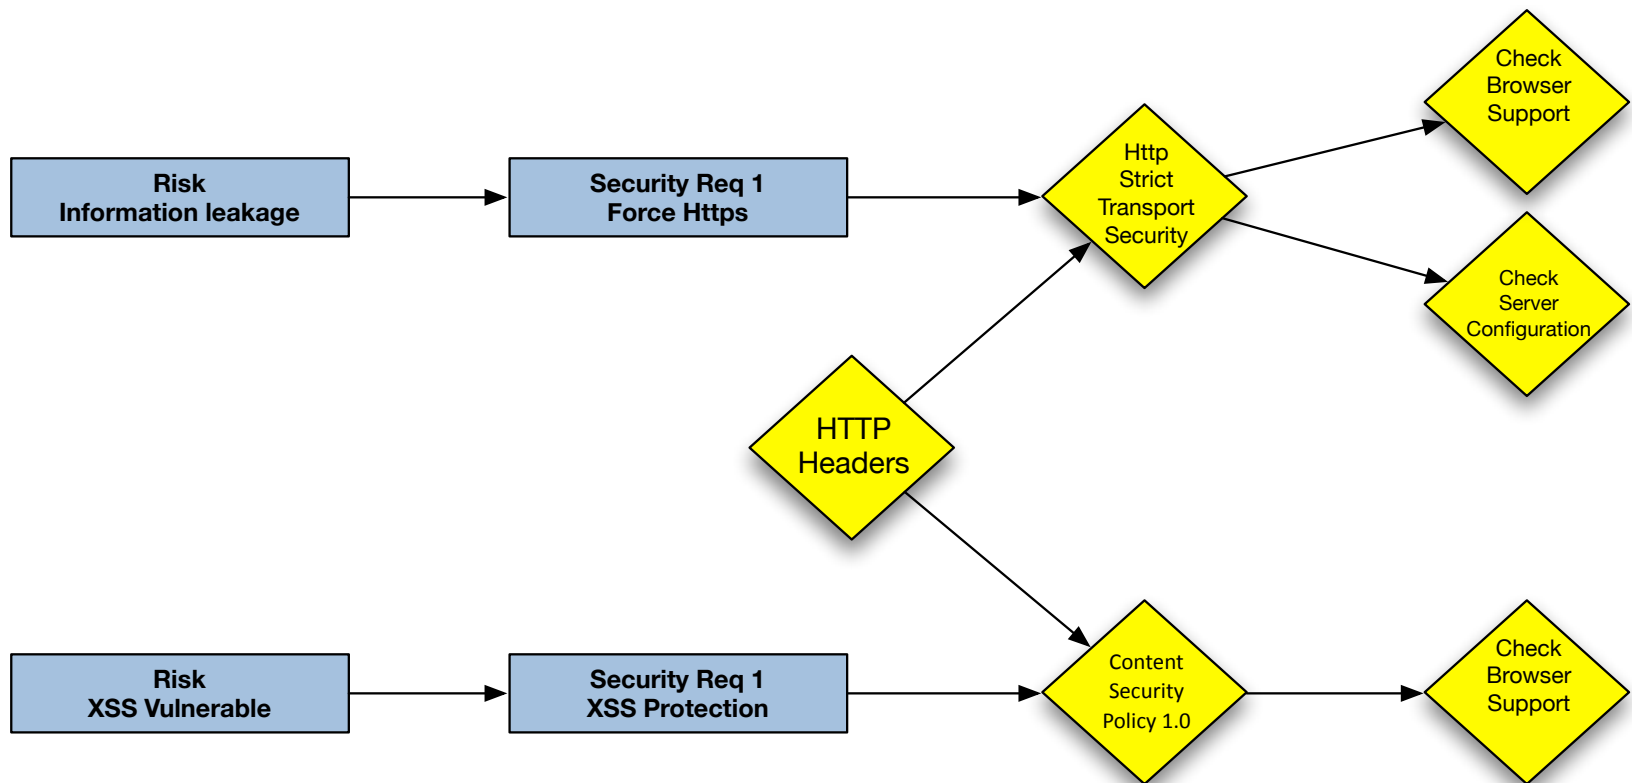 Check
Browser
Support
Risk
Information leakage
Security Req 1
Force Https
Http
Strict
Transport
Security
Check
Server
Configuration
HTTP
Headers
Risk
XSS Vulnerable
Security Req 1
XSS Protection
Content
Security
Policy 1.0
Check
Browser
Support